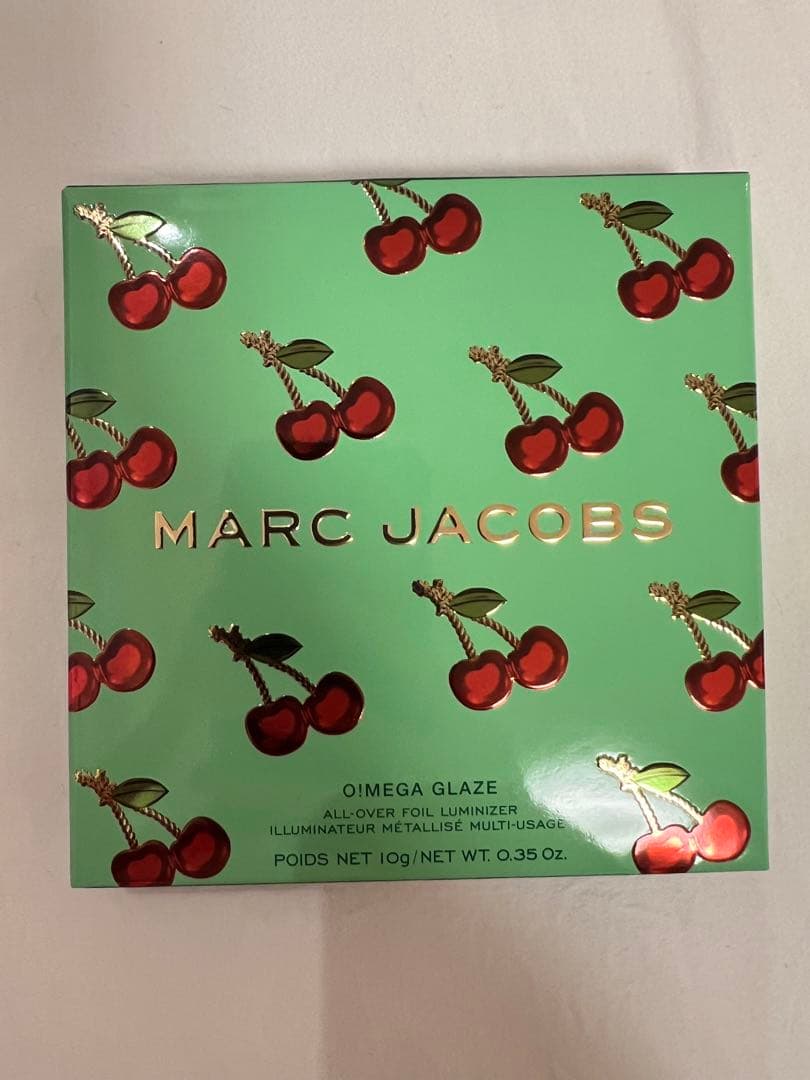 MARC JACOBS
O!MEGA GLAZE
ALL-OVER FOIL LUMINIZER
ILLUMINATEUR MÉTALLISÉ MULTI-USAGE
POIDS NET 10g/NET WT. 0.35 Oz.